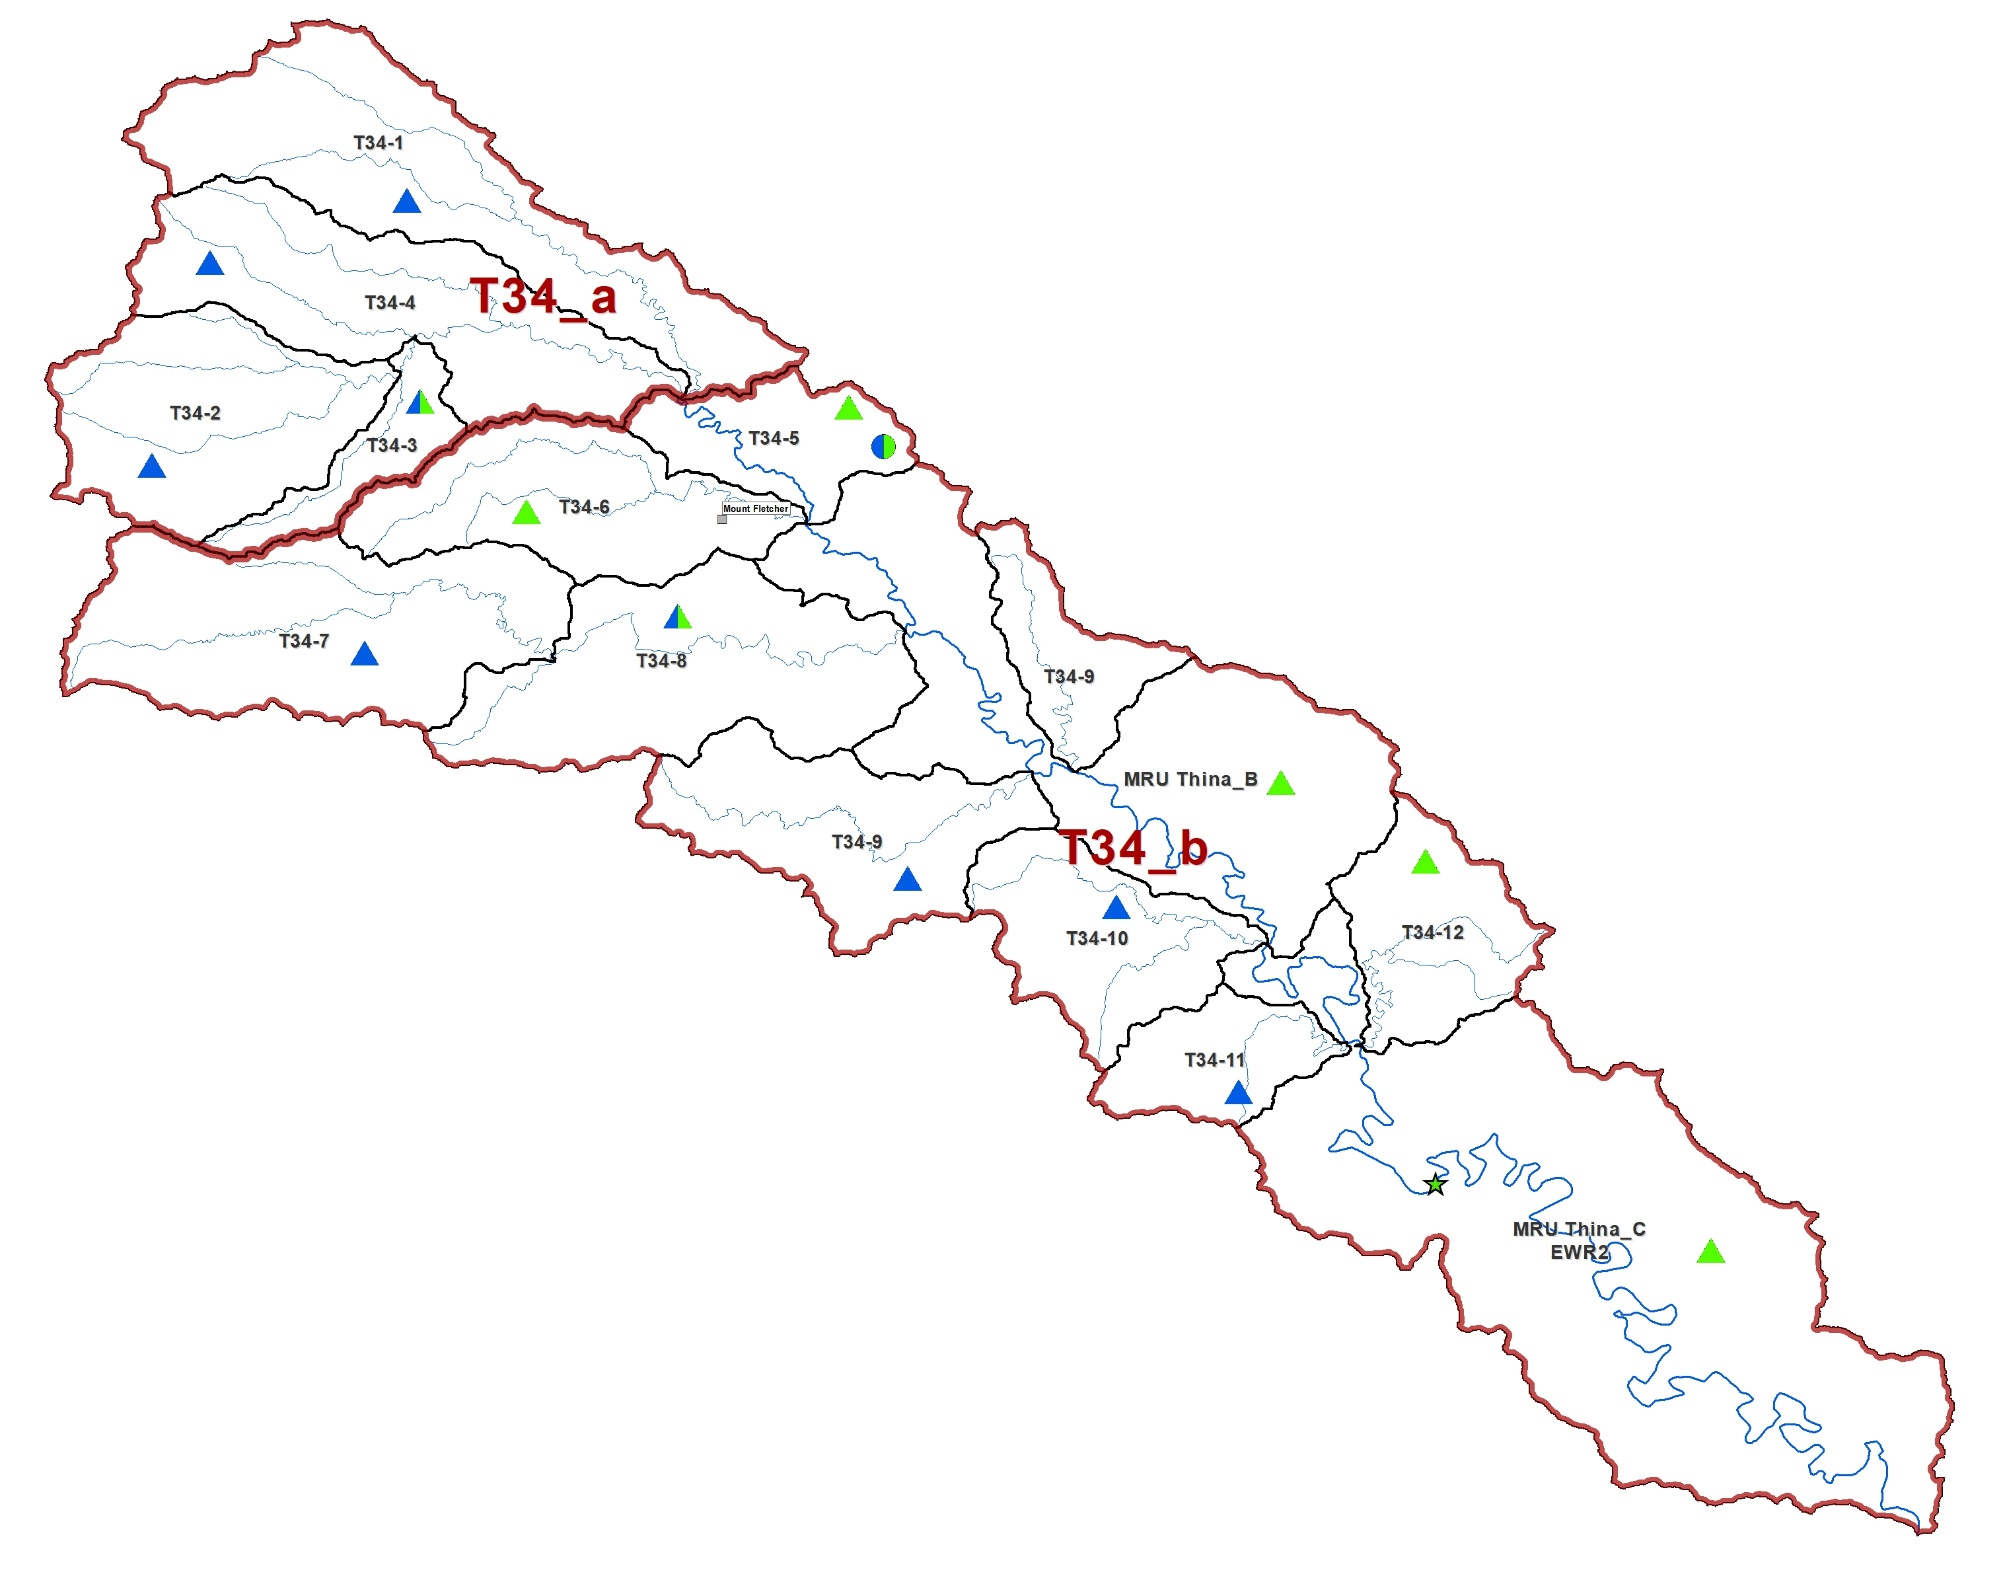 T34-1
T34_a
T34-4
T34-2
T34-3
T34-5
T34-6
Mount Fletcher
T34-7
T34-8
T34-9
MRU Thina_B
T34-9
T34_b
T34-10
T34-12
T34-11
MRU Thina_C
EWR2